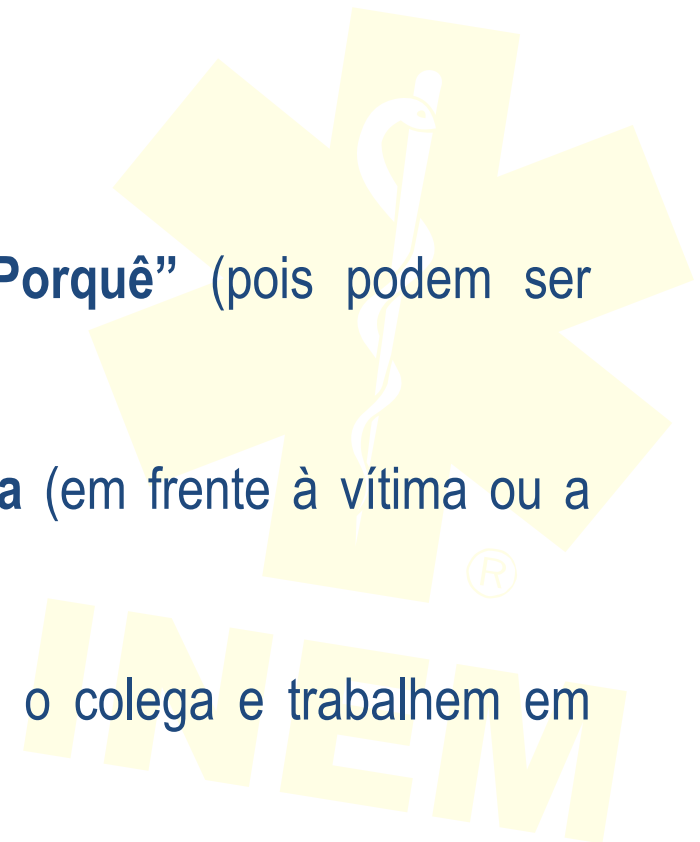 Porquê” (pois podem ser
a (em frente à vítima ou a
®
o colega e trabalhem em
INEM